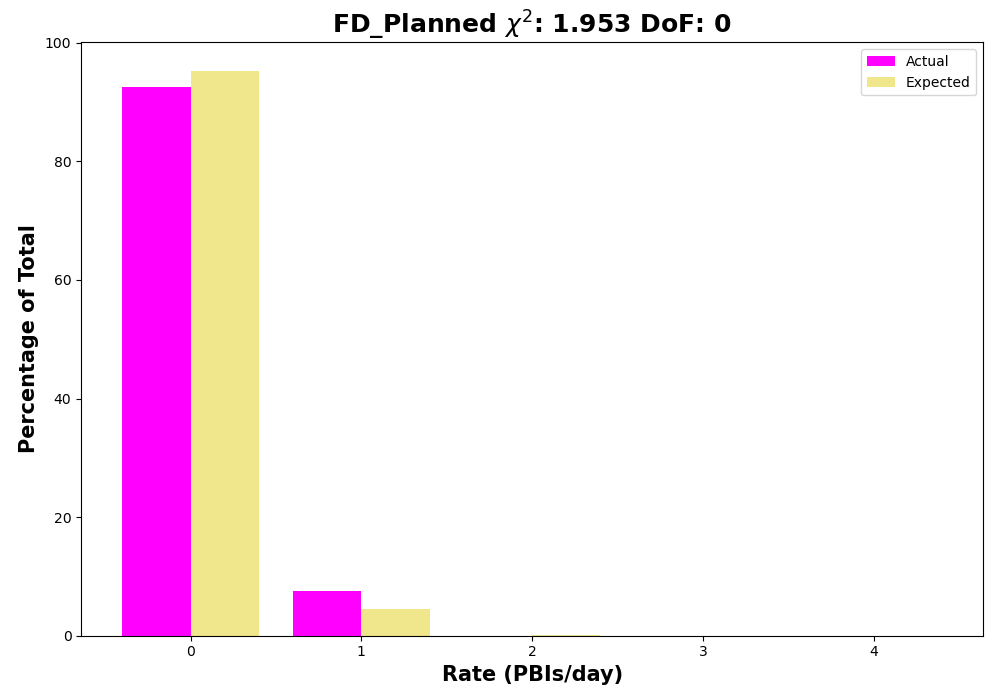 FD_Planned χ²: 1.953 DoF: 0
100
80
60
40
20
0
Percentage of Total
Actual
Expected
0 1 2 3 4
Rate (PBIs/day)